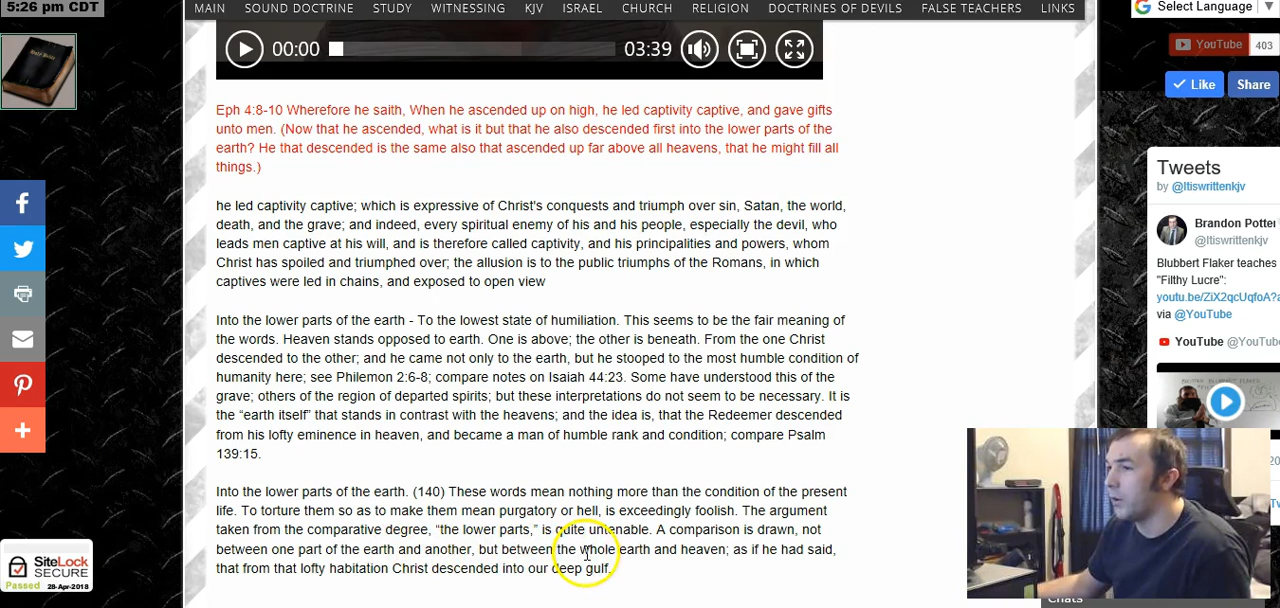 5:26 pm CDT
MAIN SOUND DOCTRINE STUDY WITNESSING KJV ISRAEL CHURCH RELIGION DOCTRINES OF DEVILS FALSE TEACHERS LINKS
Select Language
00:00 03:39
YouTube 403
Like Share
Eph 4:8-10 Wherefore he saith, When he ascended up on high, he led captivity captive, and gave gifts
unto men. (Now that he ascended, what is it but that he also descended first into the lower parts of the
earth? He that descended is the same also that ascended up far above all heavens, that he might fill all
things.)
he led captivity captive; which is expressive of Christ's conquests and triumph over sin, Satan, the world,
death, and the grave; and indeed, every spiritual enemy of his and his people, especially the devil, who
leads men captive at his will, and is therefore called captivity, and his principalities and powers, whom
Christ has spoiled and triumphed over; the allusion is to the public triumphs of the Romans, in which
captives were led in chains, and exposed to open view
Into the lower parts of the earth - To the lowest state of humiliation. This seems to be the fair meaning of
the words. Heaven stands opposed to earth. One is above; the other is beneath. From the one Christ
descended to the other; and he came not only to the earth, but he stooped to the most humble condition of
humanity here; see Philemon 2:6-8; compare notes on Isaiah 44:23. Some have understood this of the
grave; others of the region of departed spirits; but these interpretations do not seem to be necessary. It is
the “earth itself” that stands in contrast with the heavens; and the idea is, that the Redeemer descended
from his lofty eminence in heaven, and became a man of humble rank and condition; compare Psalm
139:15.
Into the lower parts of the earth. (140) These words mean nothing more than the condition of the present
life. To torture them so as to make them mean purgatory or hell, is exceedingly foolish. The argument
taken from the comparative degree, “the lower parts,” is quite untenable. A comparison is drawn, not
between one part of the earth and another, but between the whole earth and heaven; as if he had said,
that from that lofty habitation Christ descended into our deep gulf.
Tweets
by @Itiswrittenkjv
Brandon Potter
@Itiswrittenkjv
Blubbert Flaker teaches
"Filthy Lucre":
youtu.be/ZiX2qcUqfoA?a
via @YouTube
YouTube @YouTube
SiteLock
SECURE
Passed 28-Apr-2018
Chats